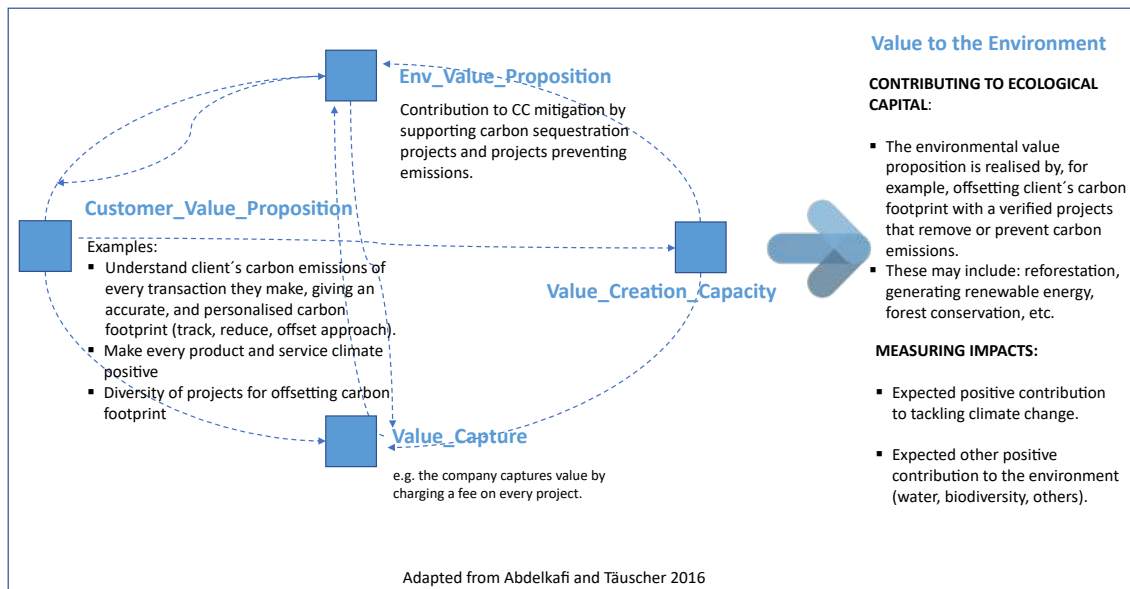 Value to the Environment
Env_Value_Proposition
Contribution to CC mitigation by
supporting carbon sequestration
projects and projects preventing
emissions.
Customer_Value_Proposition
Examples:
▪ Understand client´s carbon emissions of
every transaction they make, giving an
accurate, and personalised carbon
footprint (track, reduce, offset approach).
▪ Make every product and service climate
positive
▪ Diversity of projects for offsetting carbon
footprint
Value_Creation_Capacity
Value_Capture
e.g. the company captures value by
charging a fee on every project.
CONTRIBUTING TO ECOLOGICAL
CAPITAL:
▪ The environmental value
proposition is realised by, for
example, offsetting client´s carbon
footprint with a verified projects
that remove or prevent carbon
emissions.
▪ These may include: reforestation,
generating renewable energy,
forest conservation, etc.
MEASURING IMPACTS:
▪ Expected positive contribution
to tackling climate change.
▪ Expected other positive
contribution to the environment
(water, biodiversity, others).
Adapted from Abdelkafi and Täuscher 2016